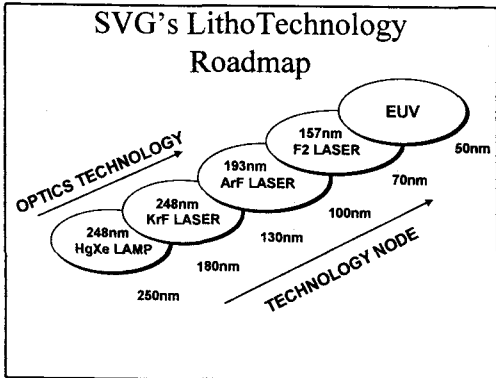 SVG's LithoTechnology
Roadmap
OPTICS TECHNOLOGY
248nm
HgXe LAMP
248nm
KrF LASER
193nm
ArF LASER
157nm
F2 LASER
EUV
250nm
180nm
130nm
100nm
70nm
50nm
TECHNOLOGY NODE